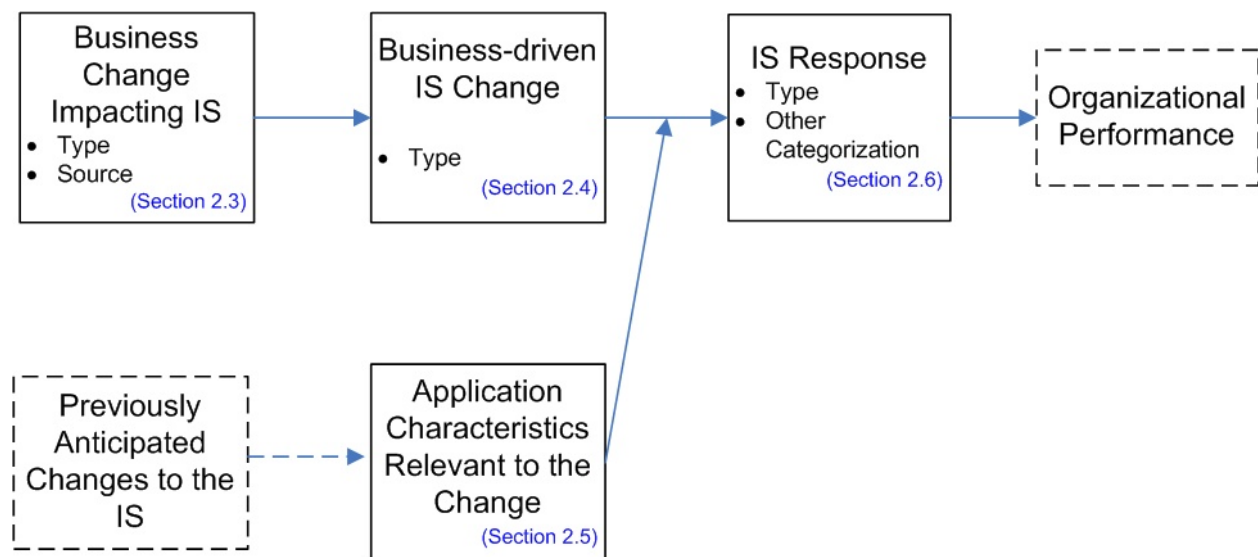 Business
Change
Impacting IS
• Type
• Source
(Section 2.3)
Business-driven
IS Change
• Type
(Section 2.4)
IS Response
• Type
• Other
Categorization
(Section 2.6)
Organizational
Performance
Previously
Anticipated
Changes to the
IS
Application
Characteristics
Relevant to the
Change
(Section 2.5)